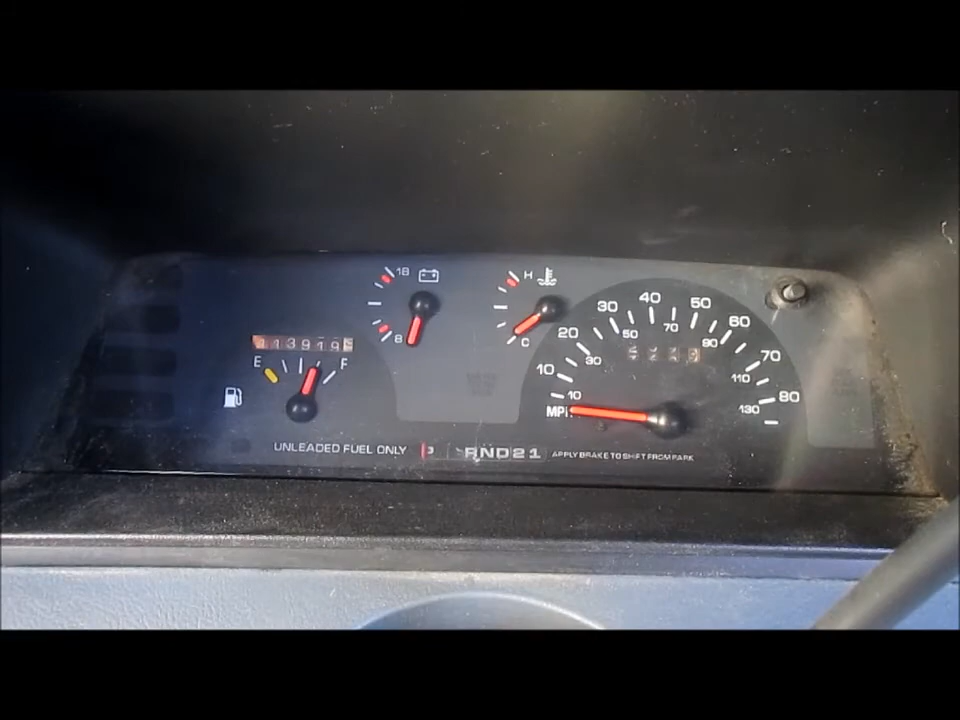 18
H
8
C
E
F
10
20
30
40
50
60
70
80
10
30
50
70
90
110
130
MPH
UNLEADED FUEL ONLY
RND21
APPLY BRAKE TO SHIFT FROM PARK